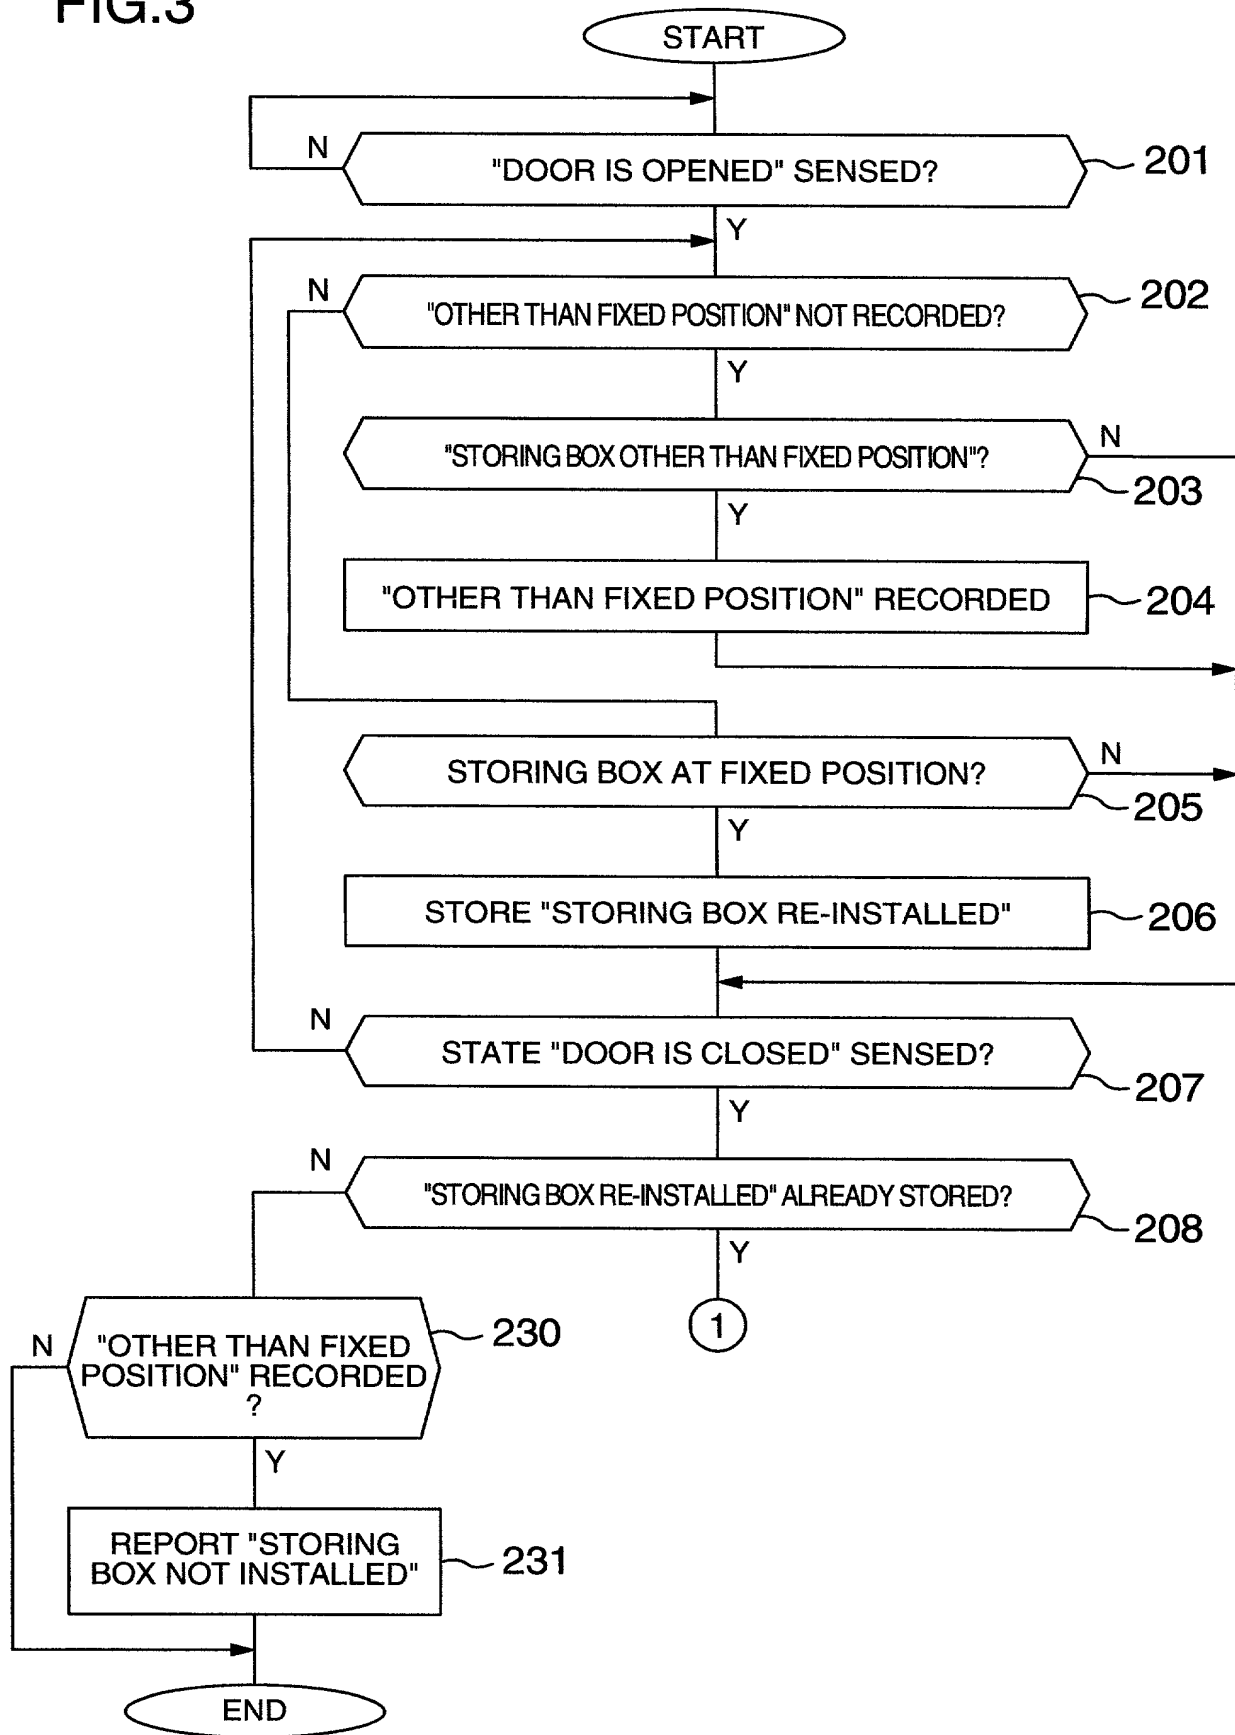 FIG.3
START
N
"DOOR IS OPENED" SENSED?
201
Y
N
"OTHER THAN FIXED POSITION" NOT RECORDED?
202
Y
"STORING BOX OTHER THAN FIXED POSITION"?
N
203
Y
"OTHER THAN FIXED POSITION" RECORDED
204
STORING BOX AT FIXED POSITION?
N
205
Y
STORE "STORING BOX RE-INSTALLED"
206
N
STATE "DOOR IS CLOSED" SENSED?
207
Y
N
"STORING BOX RE-INSTALLED" ALREADY STORED?
208
Y
1
N
"OTHER THAN FIXED
POSITION" RECORDED
?
230
Y
REPORT "STORING
BOX NOT INSTALLED"
231
END